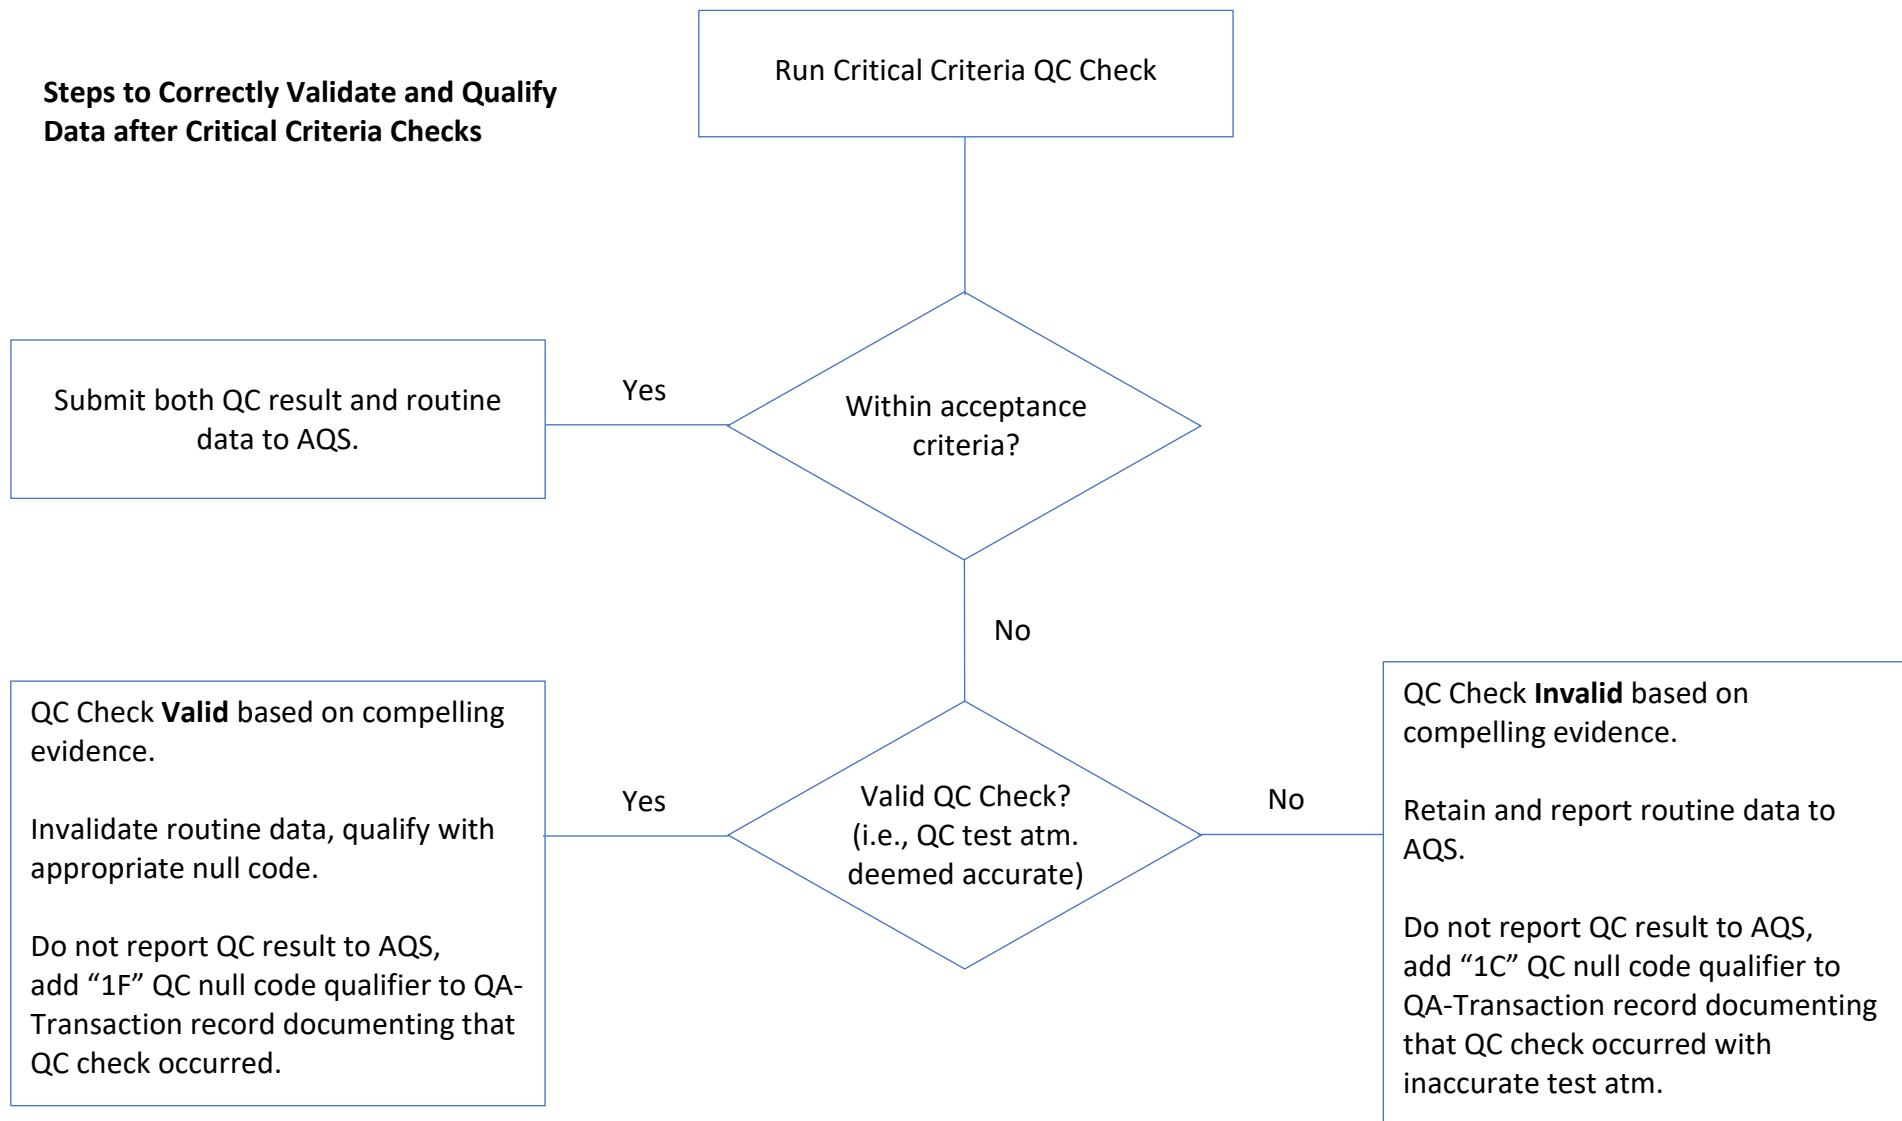 Steps to Correctly Validate and Qualify
Data after Critical Criteria Checks
Run Critical Criteria QC Check
Within acceptance
criteria?
Yes
Submit both QC result and routine
data to AQS.
No
Valid QC Check?
(i.e., QC test atm.
deemed accurate)
Yes
QC Check Valid based on compelling
evidence.
Invalidate routine data, qualify with
appropriate null code.
Do not report QC result to AQS,
add “1F” QC null code qualifier to QA-
Transaction record documenting that
QC check occurred.
No
QC Check Invalid based on
compelling evidence.
Retain and report routine data to
AQS.
Do not report QC result to AQS,
add “1C” QC null code qualifier to
QA-Transaction record documenting
that QC check occurred with
inaccurate test atm.